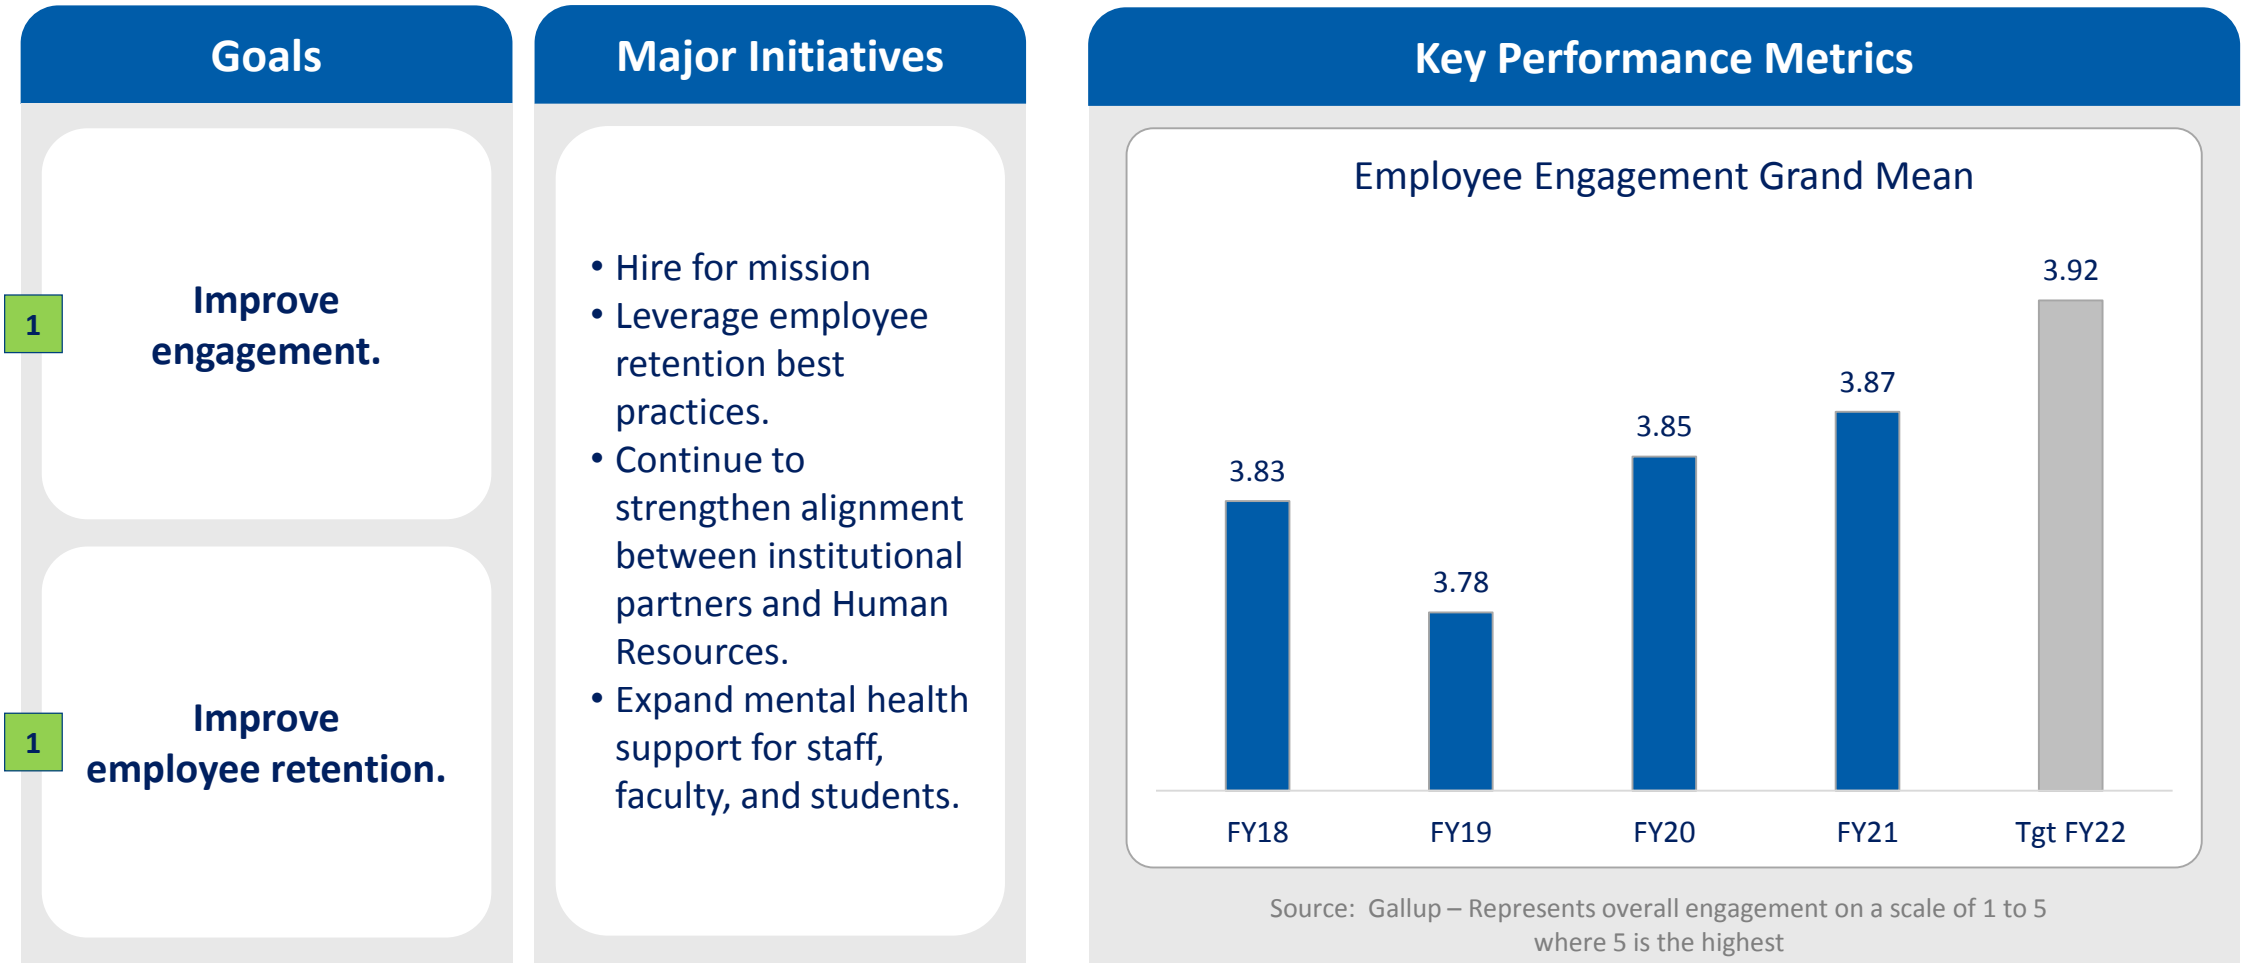 Goals
1
Improve
engagement.
1
Improve
employee retention.
Major Initiatives
• Hire for mission
• Leverage employee
retention best
practices.
• Continue to
strengthen alignment
between institutional
partners and Human
Resources.
• Expand mental health
support for staff,
faculty, and students.
Key Performance Metrics
Employee Engagement Grand Mean
3.83
3.78
3.85
3.87
3.92
FY18
FY19
FY20
FY21
Tgt FY22
Source: Gallup – Represents overall engagement on a scale of 1 to 5
where 5 is the highest